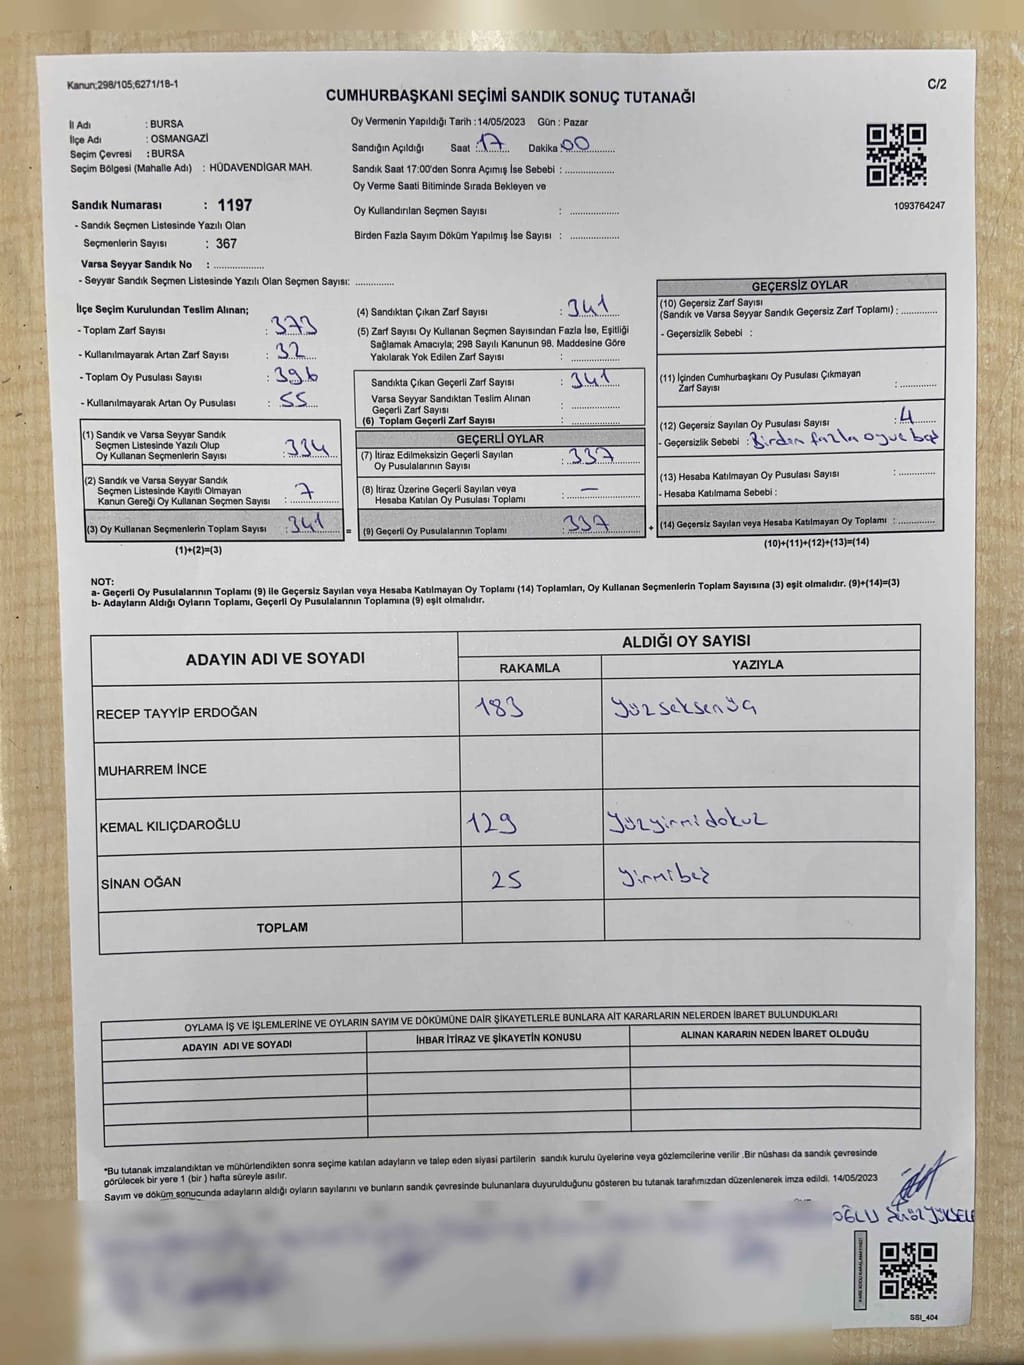 Kanun;298/105;6271/18-1
C/2
CUMHURBAŞKANI SEÇİMİ SANDIK SONUÇ TUTANAĞI
İl Adı : BURSA
İlçe Adı : OSMANGAZİ
Seçim Çevresi : BURSA
Seçim Bölgesi (Mahalle Adı) : HÜDAVENDİGAR MAH.
Oy Vermenin Yapıldığı Tarih :14/05/2023 Gün : Pazar
Sandığın Açıldığı Saat : 17 Dakika : 00
Sandık Saat 17:00'den Sonra Açımış İse Sebebi : ................
Oy Verme Saati Bitiminde Sırada Bekleyen ve
Oy Kullandırılan Seçmen Sayısı : ................
Birden Fazla Sayım Döküm Yapılmış İse Sayısı : ................
1093764247
Sandık Numarası : 1197
- Sandık Seçmen Listesinde Yazılı Olan
Seçmenlerin Sayısı : 367
Varsa Seyyar Sandık No : ................
- Seyyar Sandık Seçmen Listesinde Yazılı Olan Seçmen Sayısı: .............
İlçe Seçim Kurulundan Teslim Alınan;
- Toplam Zarf Sayısı : 373
- Kullanılmayarak Artan Zarf Sayısı : 32
- Toplam Oy Pusulası Sayısı : 396
- Kullanılmayarak Artan Oy Pusulası : 55
(1) Sandık ve Varsa Seyyar Sandık
Seçmen Listesinde Yazılı Olup
Oy Kullanan Seçmenlerin Sayısı : 334
(2) Sandık ve Varsa Seyyar Sandık
Seçmen Listesinde Kayıtlı Olmayan
Kanun Gereği Oy Kullanan Seçmen Sayısı : 7
(3) Oy Kullanan Seçmenlerin Toplam Sayısı : 341 =
(1)+(2)=(3)
(4) Sandıktan Çıkan Zarf Sayısı : 341
(5) Zarf Sayısı Oy Kullanan Seçmen Sayısından Fazla İse, Eşitliği
Sağlamak Amacıyla; 298 Sayılı Kanunun 98. Maddesine Göre
Yakılarak Yok Edilen Zarf Sayısı : ................
Sandıkta Çıkan Geçerli Zarf Sayısı : 341
Varsa Seyyar Sandıktan Teslim Alınan
Geçerli Zarf Sayısı : ................
(6) Toplam Geçerli Zarf Sayısı : ................
GEÇERLİ OYLAR
(7) İtiraz Edilmeksizin Geçerli Sayılan
Oy Pusulalarının Sayısı : 337
(8) İtiraz Üzerine Geçerli Sayılan veya
Hesaba Katılan Oy Pusulası Toplamı : —
(9) Geçerli Oy Pusulalarının Toplamı : 337 +
GEÇERSİZ OYLAR
(10) Geçersiz Zarf Sayısı
(Sandık ve Varsa Seyyar Sandık Geçersiz Zarf Toplamı) : ............
- Geçersizlik Sebebi :
(11) İçinden Cumhurbaşkanı Oy Pusulası Çıkmayan
Zarf Sayısı : ............
(12) Geçersiz Sayılan Oy Pusulası Sayısı : 4
- Geçersizlik Sebebi : Birden fazla oyve
(13) Hesaba Katılmayan Oy Pusulası Sayısı : ............
- Hesaba Katılmama Sebebi :
(14) Geçersiz Sayılan veya Hesaba Katılmayan Oy Toplamı : ............
(10)+(11)+(12)+(13)=(14)
NOT:
a- Geçerli Oy Pusulalarının Toplamı (9) ile Geçersiz Sayılan veya Hesaba Katılmayan Oy Toplamı (14) Toplamları, Oy Kullanan Seçmenlerin Toplam Sayısına (3) eşit olmalıdır. (9)+(14)=(3)
b- Adayların Aldığı Oyların Toplamı, Geçerli Oy Pusulalarının Toplamına (9) eşit olmalıdır.
ADAYIN ADI VE SOYADI
ALDIĞI OY SAYISI
RAKAMLA YAZIYLA
RECEP TAYYİP ERDOĞAN 183 Yüzseksenüç
MUHARREM İNCE
KEMAL KILIÇDAROĞLU 129 Yüzyirmidokuz
SİNAN OĞAN 25 Yirmibeş
TOPLAM
OYLAMA İŞ VE İŞLEMLERİNE VE OYLARIN SAYIM VE DÖKÜMÜNE DAİR ŞİKAYETLERLE BUNLARA AİT KARARLARIN NELERDEN İBARET BULUNDUKLARI
ADAYIN ADI VE SOYADI İHBAR İTİRAZ VE ŞİKAYETİN KONUSU ALINAN KARARIN NEDEN İBARET OLDUĞU
*Bu tutanak imzalandıktan ve mühürlendikten sonra seçime katılan adayların ve talep eden siyasi partilerin sandık kurulu üyelerine veya gözlemcilerine verilir .Bir nüshası da sandık çevresinde
görülecek bir yere 1 (bir ) hafta süreyle asılır.
Sayım ve döküm sonucunda adayların aldığı oyların sayılarını ve bunların sandık çevresinde bulunanlara duyurulduğunu gösteren bu tutanak tarafımızdan düzenlenerek imza edildi. 14/05/2023
OĞLU
SSI_404